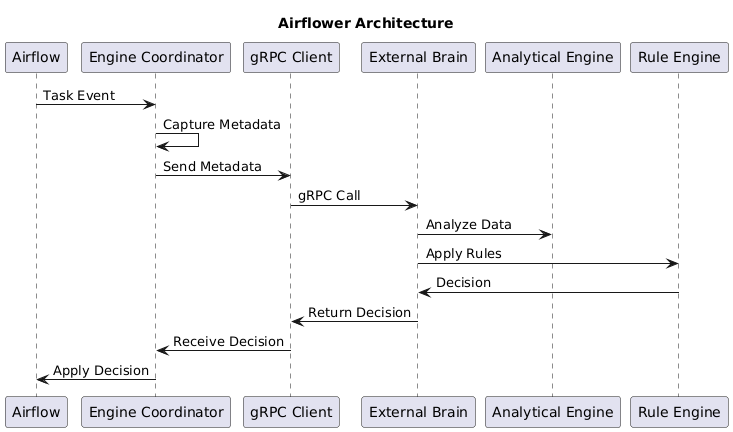 Airflower Architecture
Airflow
Engine Coordinator
gRPC Client
External Brain
Analytical Engine
Rule Engine
Task Event
Capture Metadata
Send Metadata
gRPC Call
Analyze Data
Apply Rules
Decision
Return Decision
Receive Decision
Apply Decision
Airflow
Engine Coordinator
gRPC Client
External Brain
Analytical Engine
Rule Engine